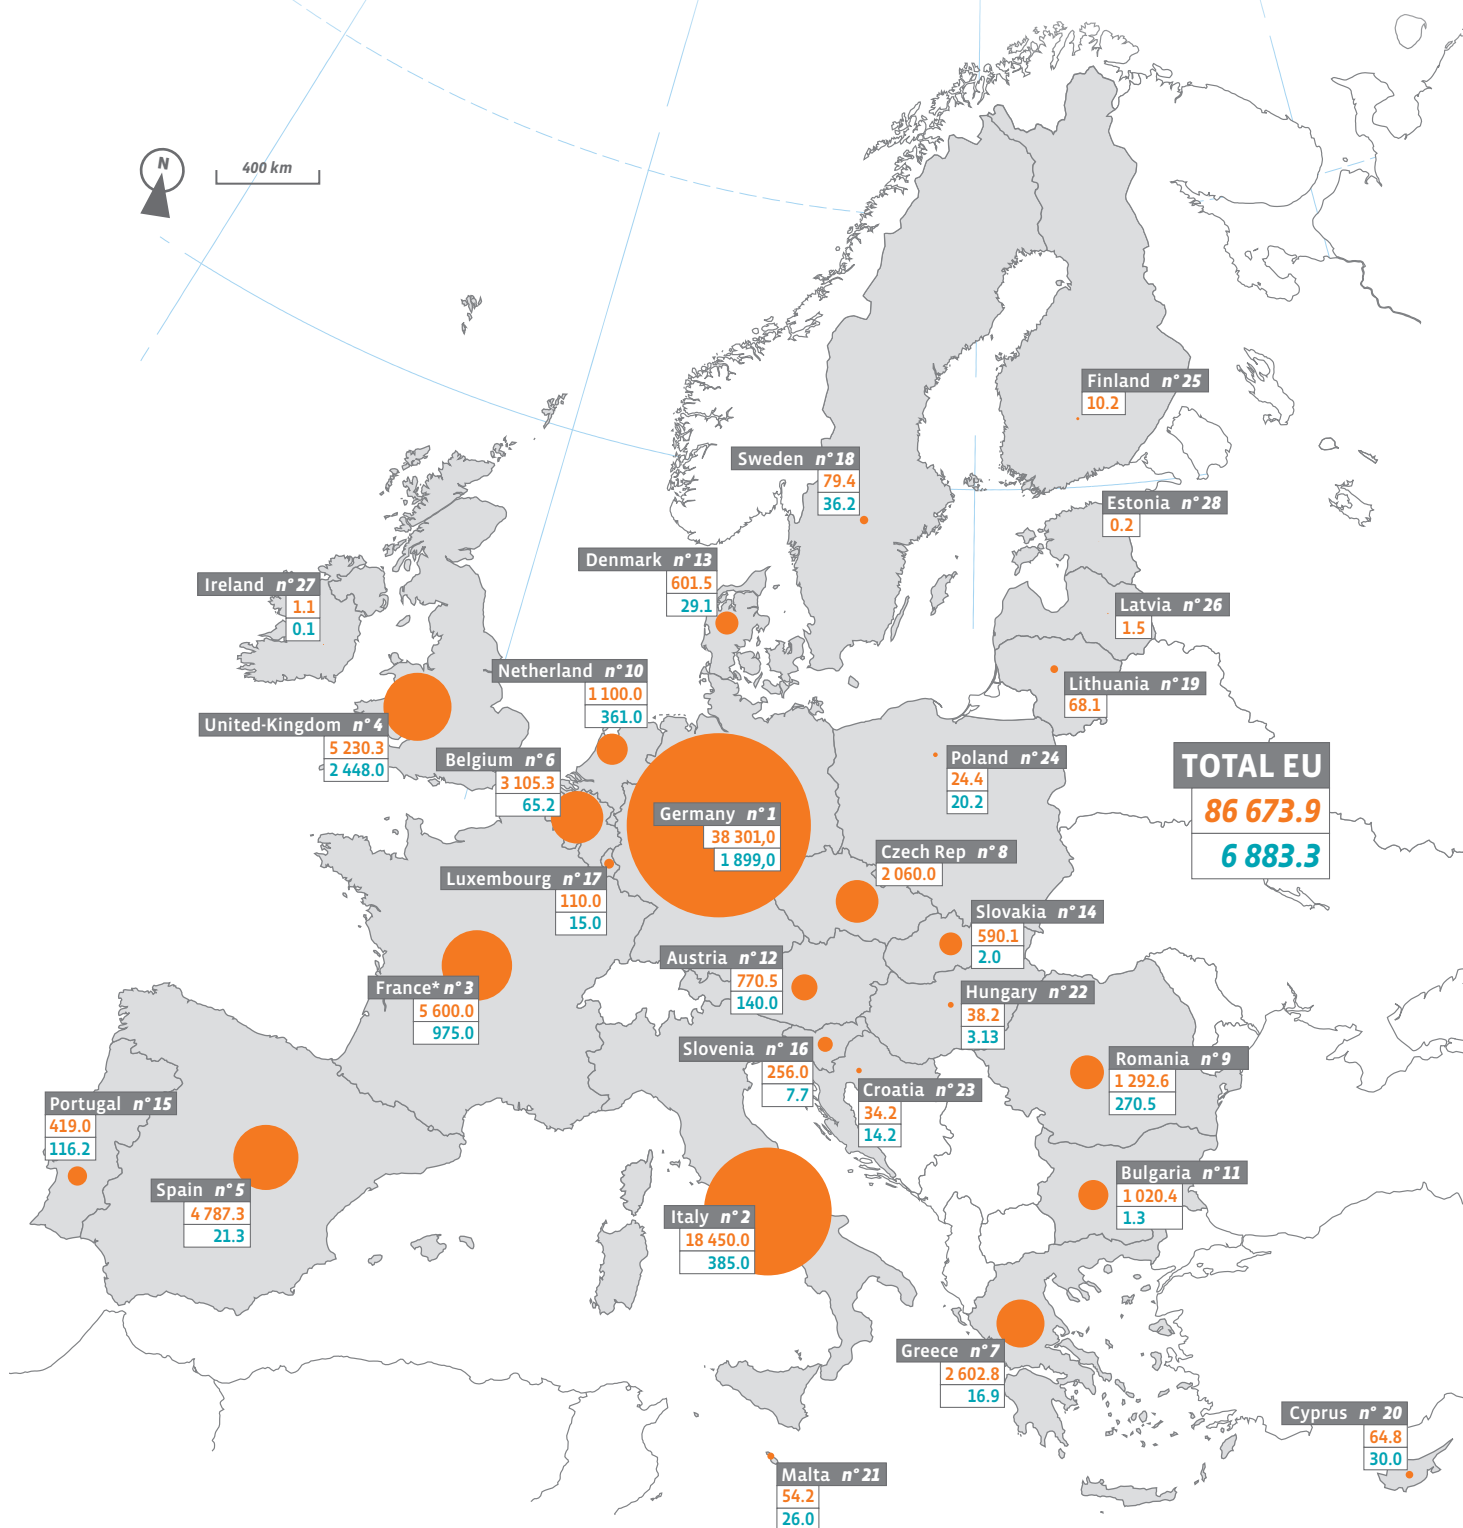 N
400 km
Finland n° 25
10.2
Sweden n° 18
79.4
36.2
Estonia n° 28
0.2
Denmark n° 13
601.5
29.1
Ireland n° 27
1.1
0.1
Latvia n° 26
1.5
Netherland n° 10
1 100.0
361.0
Lithuania n° 19
68.1
United-Kingdom n° 4
5 230.3
2 448.0
Belgium n° 6
3 105.3
65.2
Poland n° 24
24.4
20.2
TOTAL EU
86 673.9
6 883.3
Germany n° 1
38 301,0
1 899,0
Czech Rep n° 8
2 060.0
Luxembourg n° 17
110.0
15.0
Slovakia n° 14
590.1
2.0
Austria n° 12
770.5
140.0
France* n° 3
5 600.0
975.0
Hungary n° 22
38.2
3.13
Slovenia n° 16
256.0
7.7
Romania n° 9
1 292.6
270.5
Croatia n° 23
34.2
14.2
Portugal n° 15
419.0
116.2
Bulgaria n° 11
1 020.4
1.3
Spain n° 5
4 787.3
21.3
Italy n° 2
18 450.0
385.0
Greece n° 7
2 602.8
16.9
Cyprus n° 20
64.8
30.0
Malta n° 21
54.2
26.0